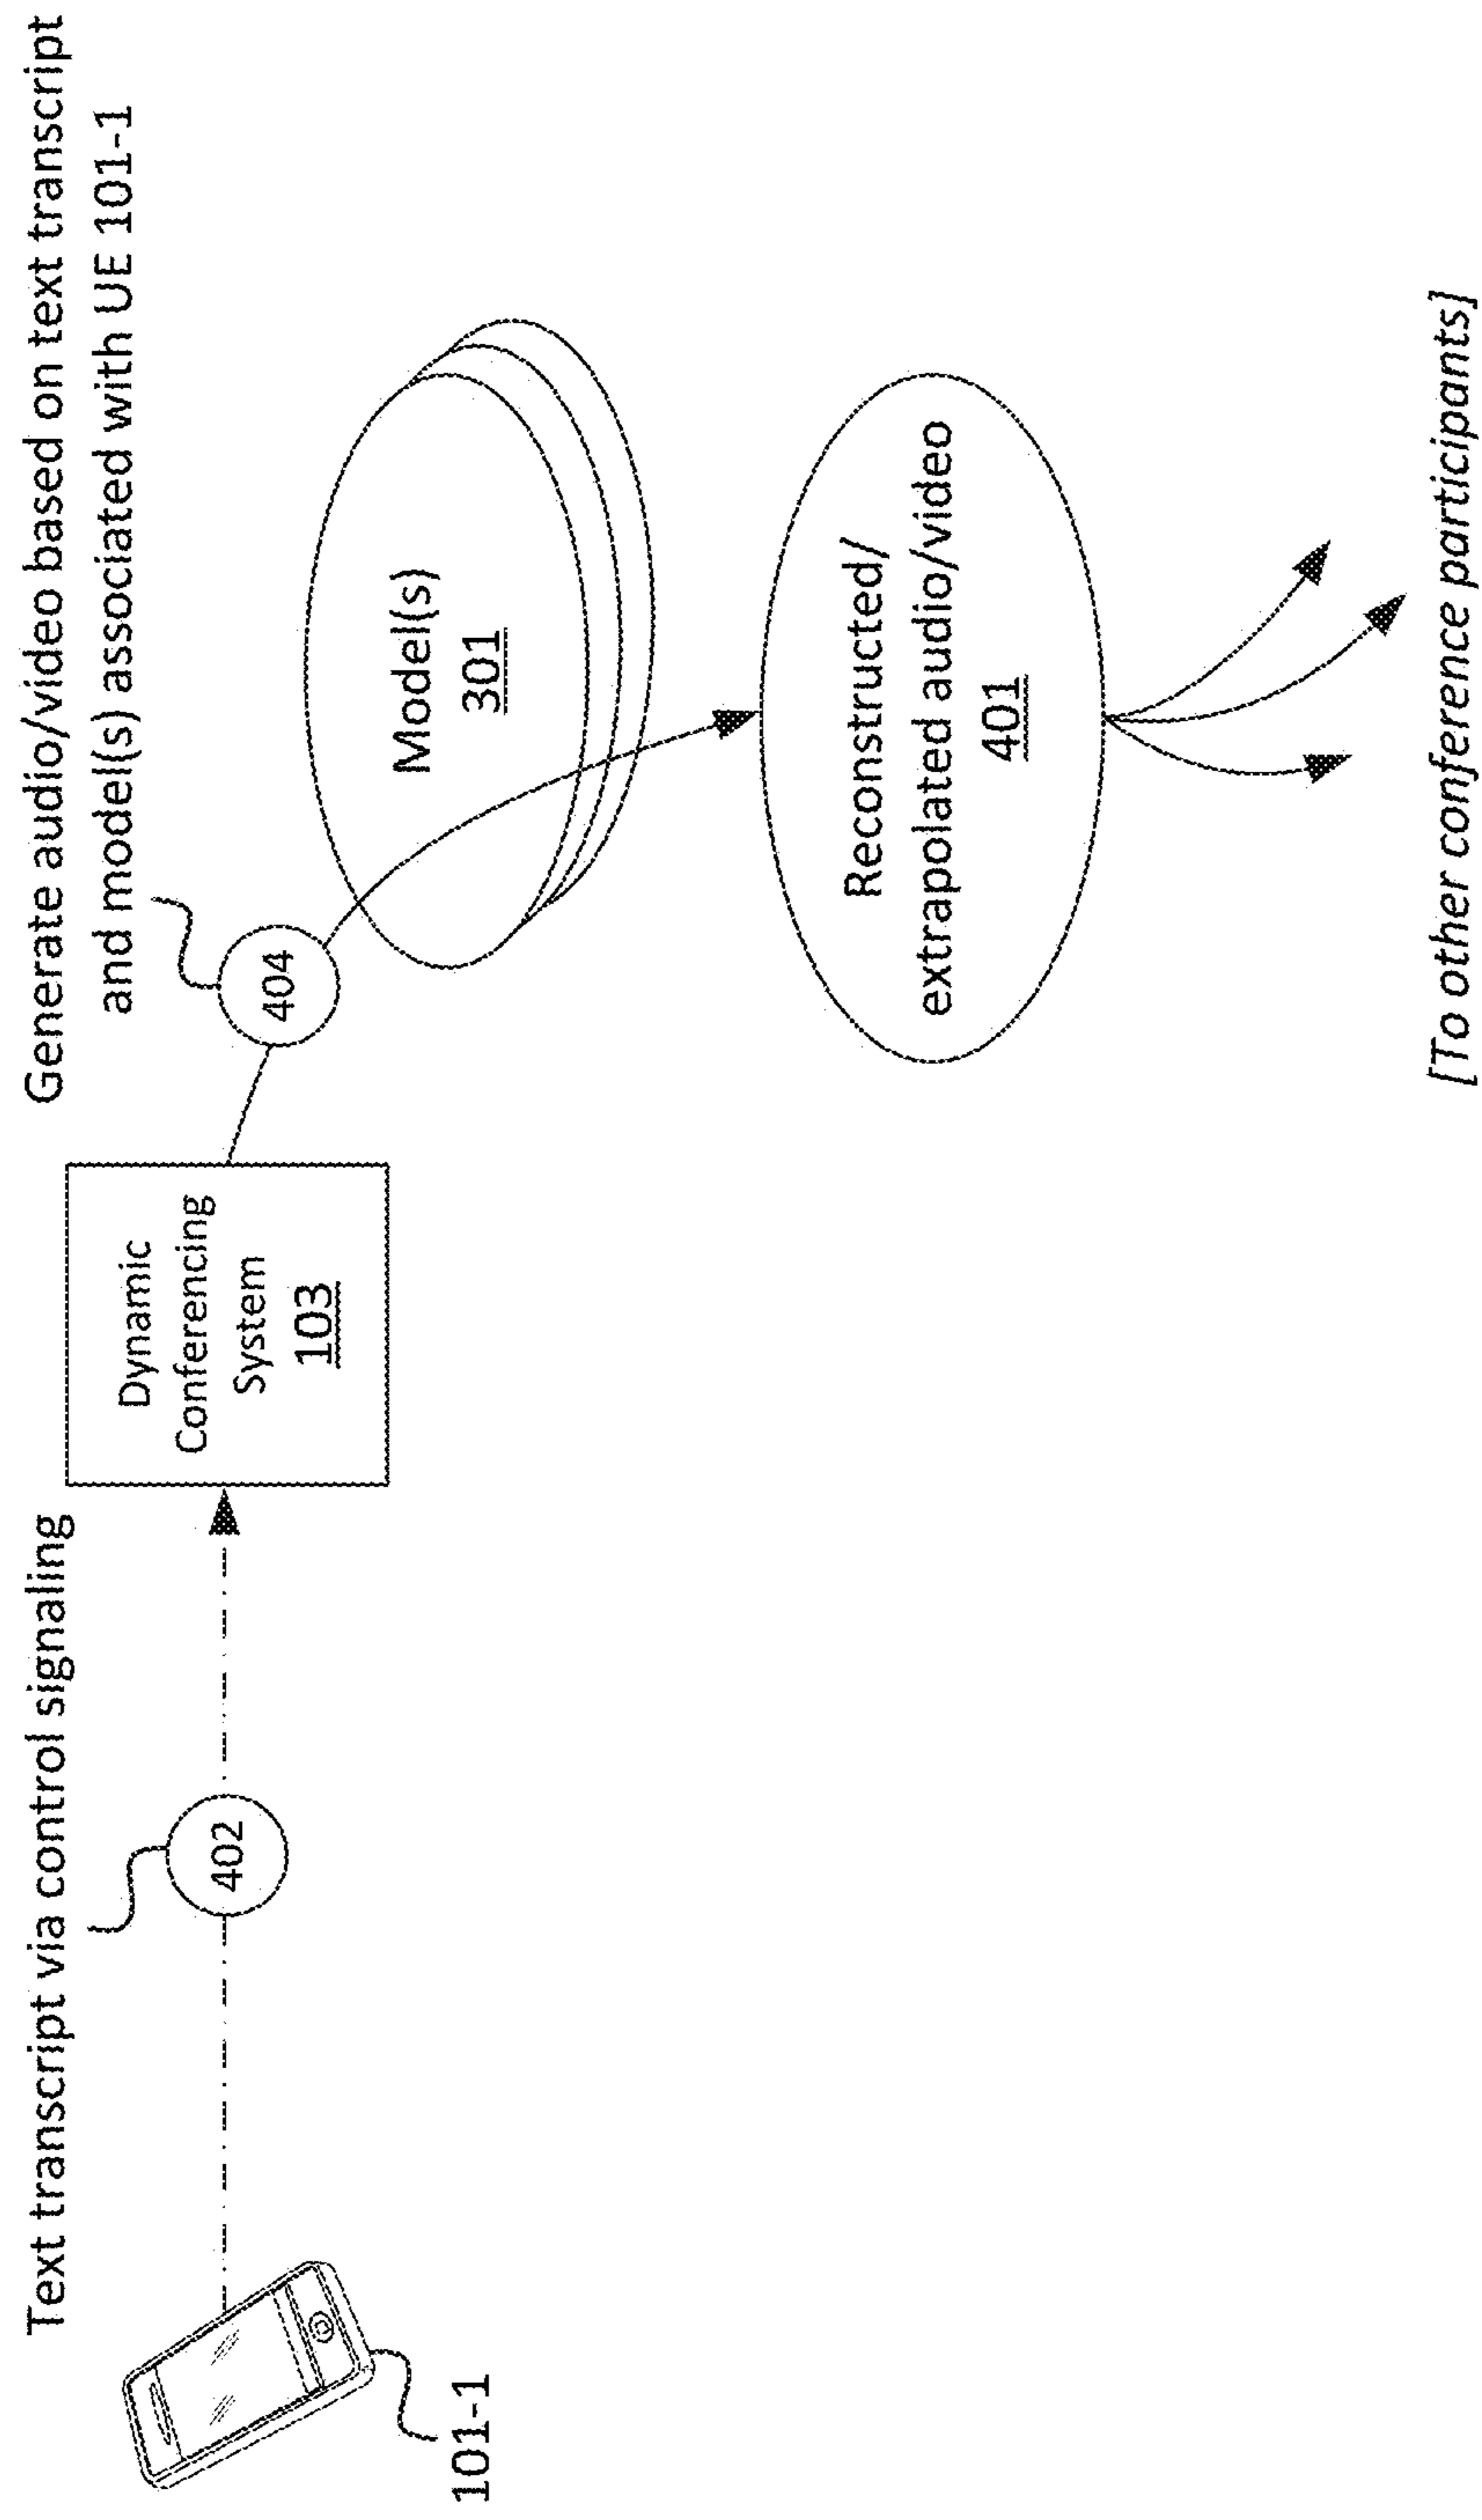 Text transcript via control signaling
402
101-1
Dynamic
Conferencing
System
103
Generate audio/video based on text transcript
and model(s) associated with UE 101-1
404
Model(s)
301
Reconstructed/
extrapolated audio/video
401
[To other conference participants]